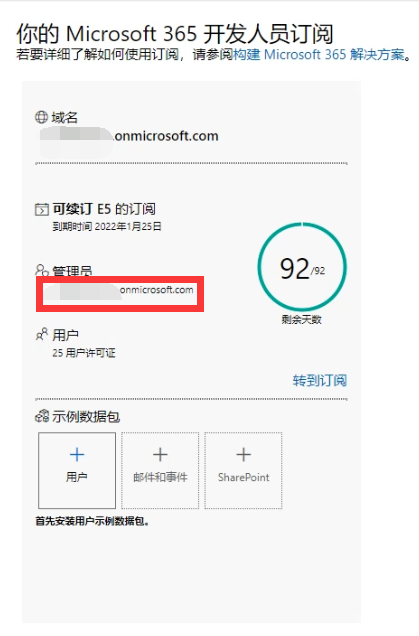 你的 Microsoft 365 开发人员订阅
若要详细了解如何使用订阅，请参阅构建 Microsoft 365 解决方案。
域名
.onmicrosoft.com
可续订 E5 的订阅
到期时间 2022年1月25日
92/92
剩余天数
管理员
onmicrosoft.com
用户
25 用户许可证
转到订阅
示例数据包
用户
邮件和事件
SharePoint
首先安装用户示例数据包。